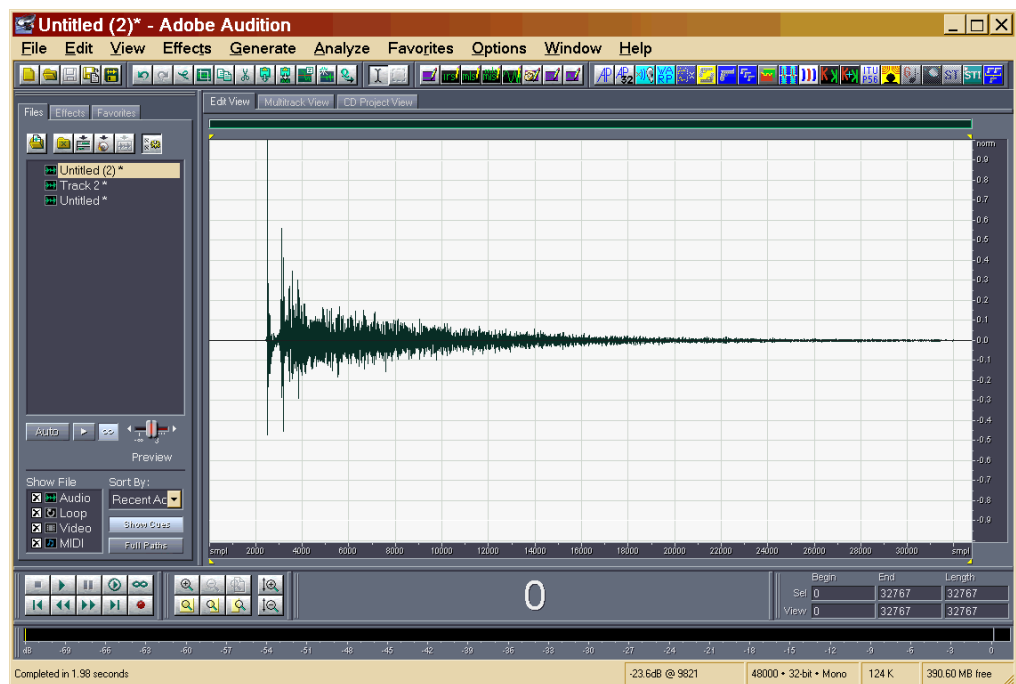 Untitled (2)* - Adobe Audition
File Edit View Effects Generate Analyze Favorites Options Window Help
Edit View Multitrack View CD Project View
Files Effects Favorites
Untitled (2) *
Track 2 *
Untitled *
norm
-0.9
-0.8
-0.7
-0.6
-0.5
-0.4
-0.3
-0.2
-0.1
-0.0
-0.1
-0.2
-0.3
-0.4
-0.5
-0.6
-0.7
-0.8
-0.9
smpl 2000 4000 6000 8000 10000 12000 14000 16000 18000 20000 22000 24000 26000 28000 30000 smpl
Auto
Preview
Show File Sort By:
Audio Recent Ac
Loop
Video Show Cues
MIDI Full Paths
0
Begin End Length
Sel 0 32767 32767
View 0 32767 32767
dB -69 -66 -63 -60 -57 -54 -51 -48 -45 -42 -39 -36 -33 -30 -27 -24 -21 -18 -15 -12 -9 -6 -3 0
Completed in 1.98 seconds -23.6dB @ 9821 48000 • 32-bit • Mono 124 K 390.60 MB free